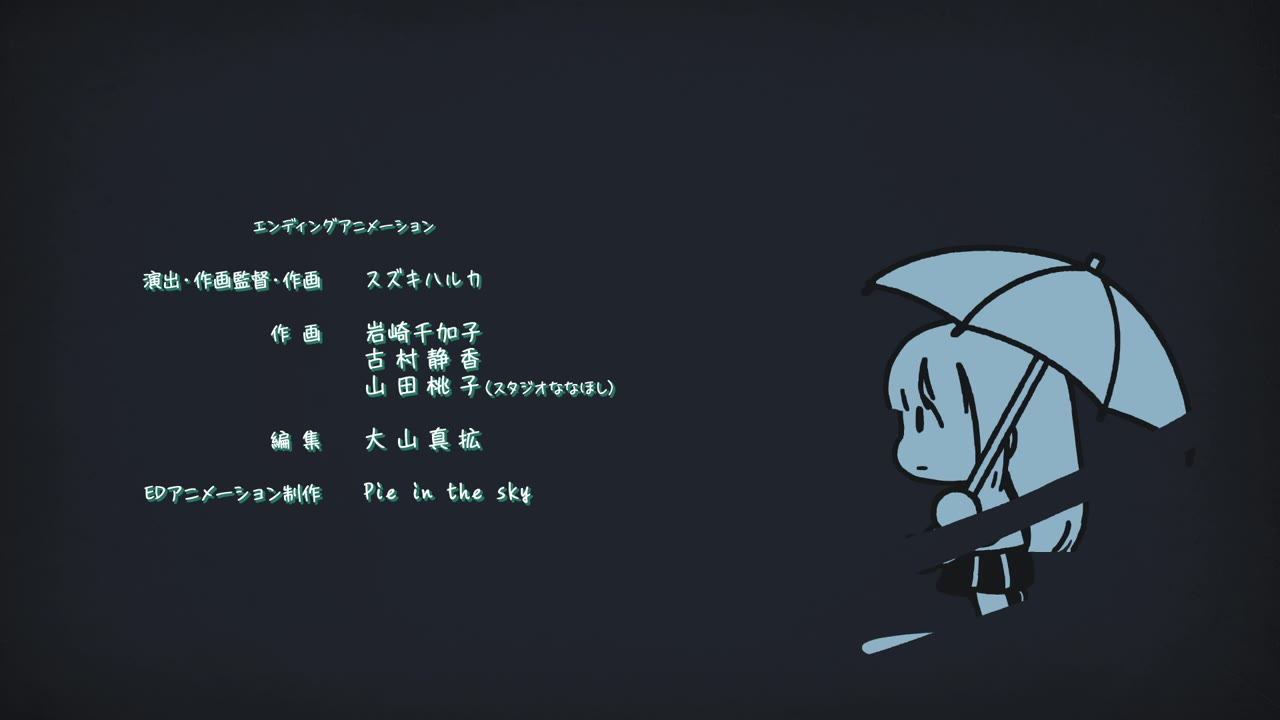 エンディングアニメーション
演出・作画監督・作画 スズキハルカ
作画 岩崎千加子
古村静香
山田桃子(スタジオななほし)
編集 大山真拡
EDアニメーション制作 Pie in the sky